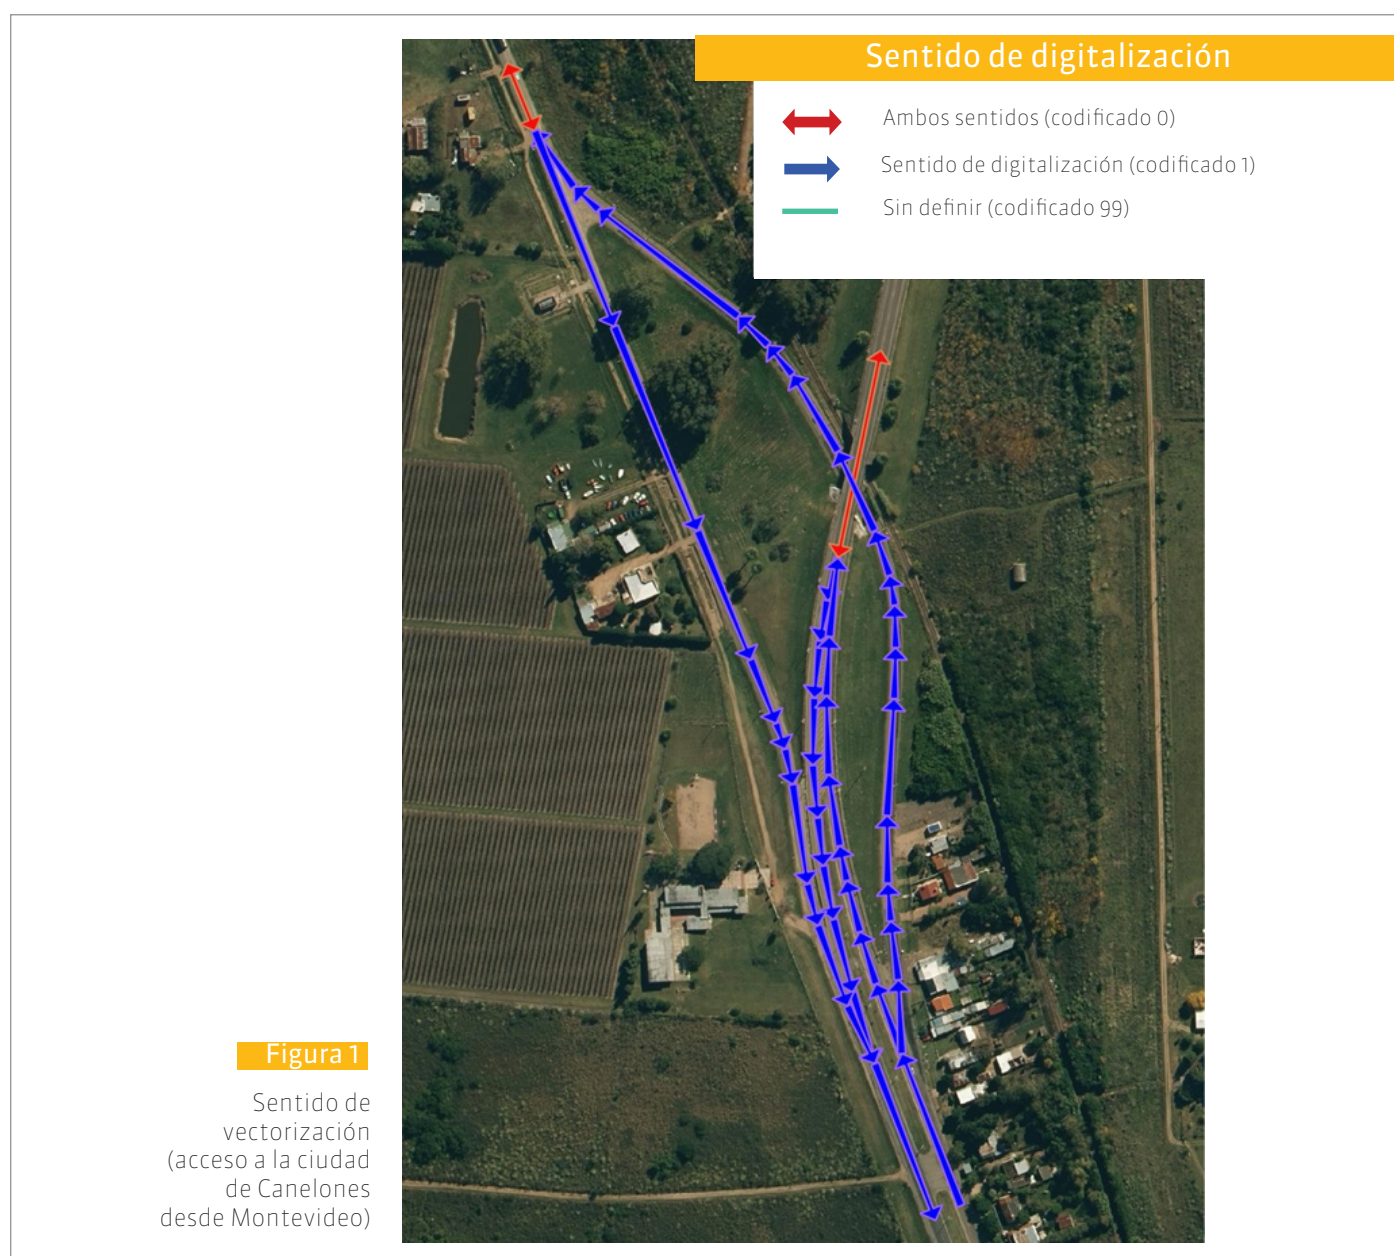 Sentido de digitalización
Ambos sentidos (codificado 0)
Sentido de digitalización (codificado 1)
Sin definir (codificado 99)
Figura 1
Sentido de
vectorización
(acceso a la ciudad
de Canelones
desde Montevideo)